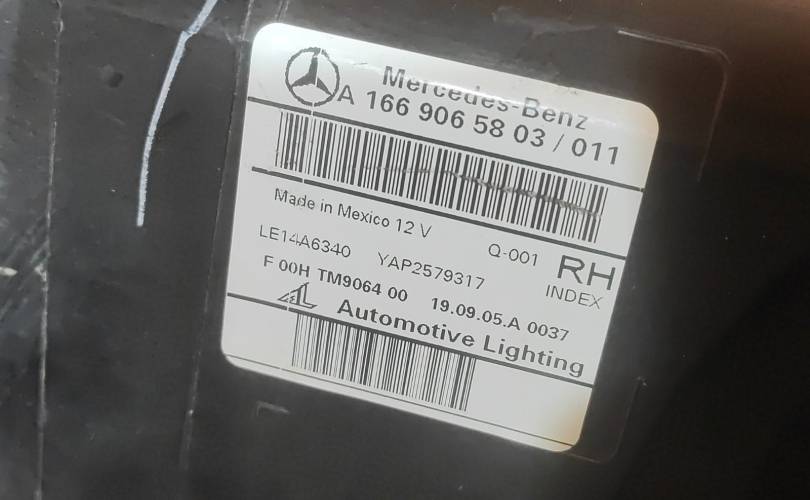 Mercedes-Benz
A 166 906 58 03 / 011
Made in Mexico 12 V
Q-001
RH
LE14A6340 YAP2579317
INDEX
F 00H TM9064 00 19.09.05.A 0037
AL Automotive Lighting